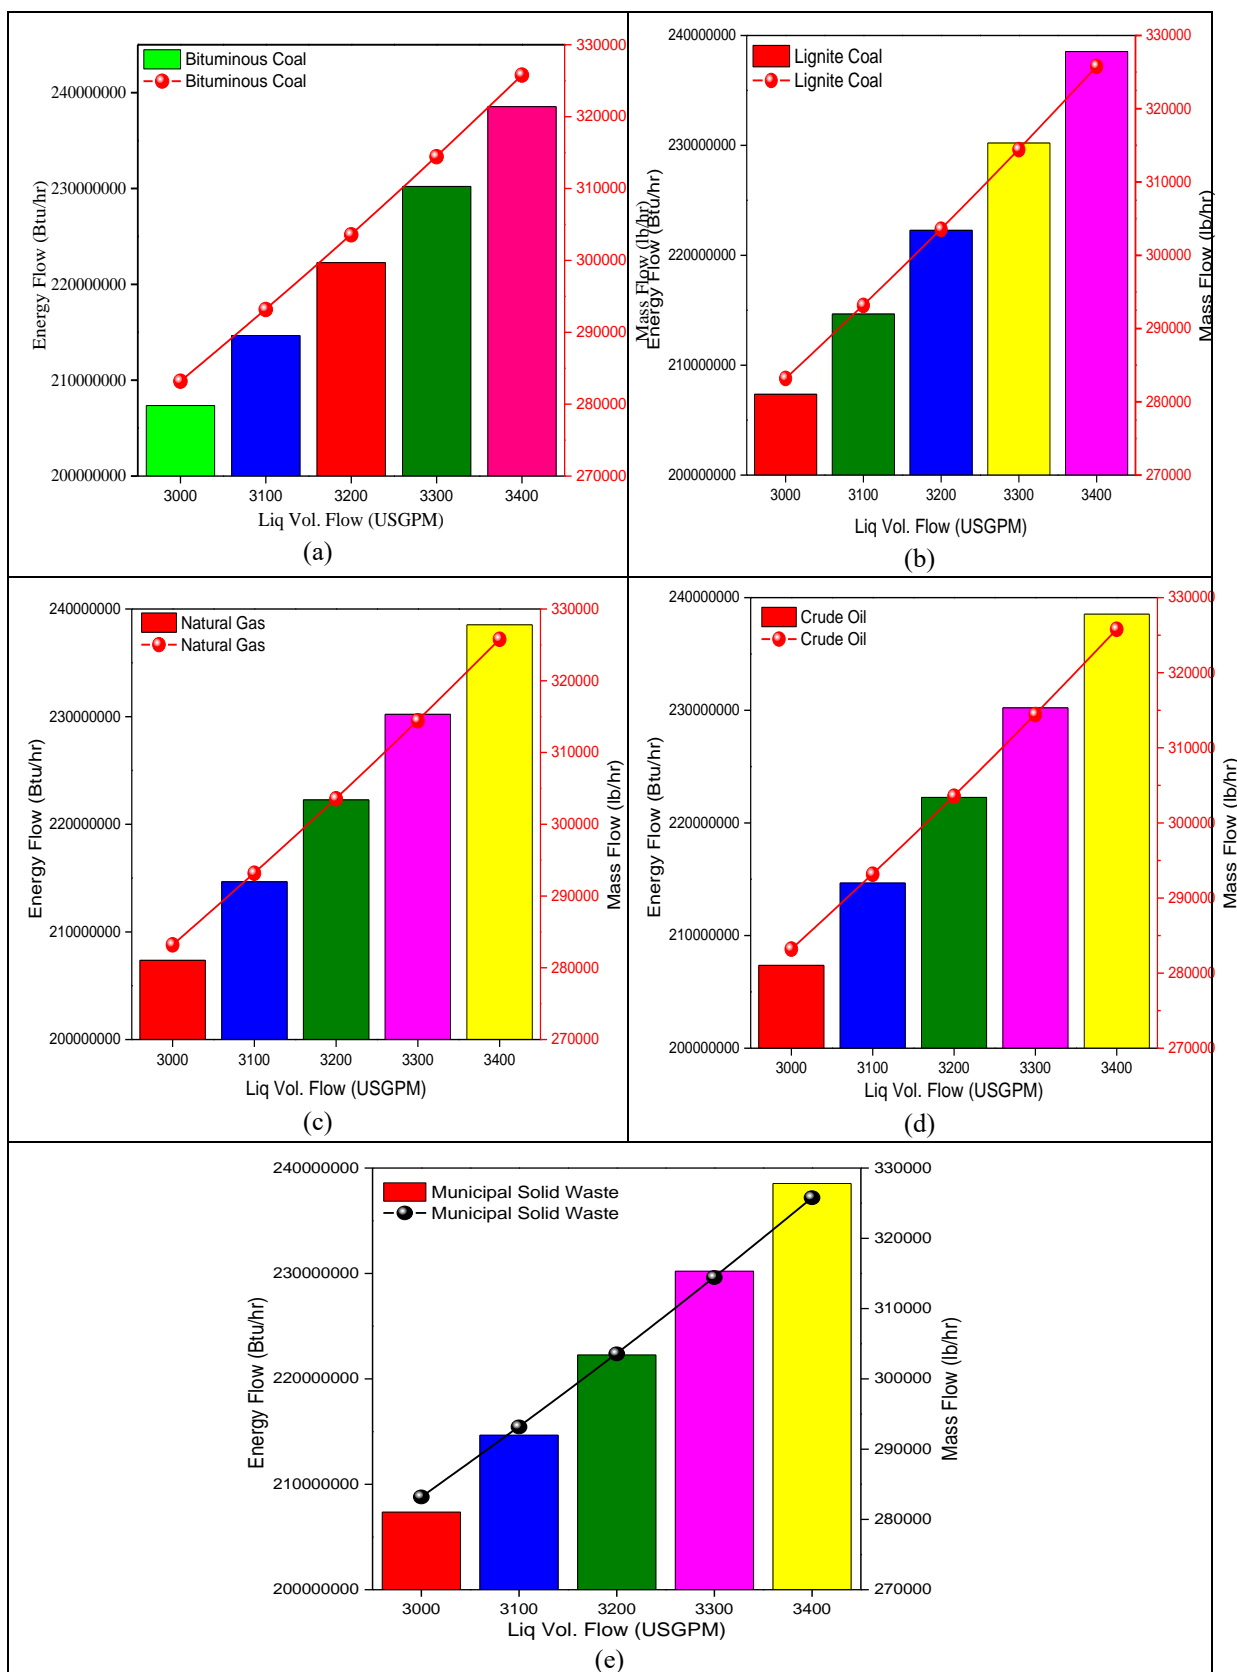 Bituminous Coal
Bituminous Coal
Energy Flow (Btu/hr)
240000000
230000000
220000000
210000000
200000000
330000
320000
310000
300000
290000
280000
270000
Mass Flow (lb/hr)
3000 3100 3200 3300 3400
Liq Vol. Flow (USGPM)
(a)
Lignite Coal
Lignite Coal
Energy Flow (Btu/hr)
240000000
230000000
220000000
210000000
200000000
330000
320000
310000
300000
290000
280000
270000
Mass Flow (lb/hr)
3000 3100 3200 3300 3400
Liq Vol. Flow (USGPM)
(b)
Natural Gas
Natural Gas
Energy Flow (Btu/hr)
240000000
230000000
220000000
210000000
200000000
330000
320000
310000
300000
290000
280000
270000
Mass Flow (lb/hr)
3000 3100 3200 3300 3400
Liq Vol. Flow (USGPM)
(c)
Crude Oil
Crude Oil
Energy Flow (Btu/hr)
240000000
230000000
220000000
210000000
200000000
330000
320000
310000
300000
290000
280000
270000
Mass Flow (lb/hr)
3000 3100 3200 3300 3400
Liq Vol. Flow (USGPM)
(d)
Municipal Solid Waste
Municipal Solid Waste
Energy Flow (Btu/hr)
240000000
230000000
220000000
210000000
200000000
330000
320000
310000
300000
290000
280000
270000
Mass Flow (lb/hr)
3000 3100 3200 3300 3400
Liq Vol. Flow (USGPM)
(e)